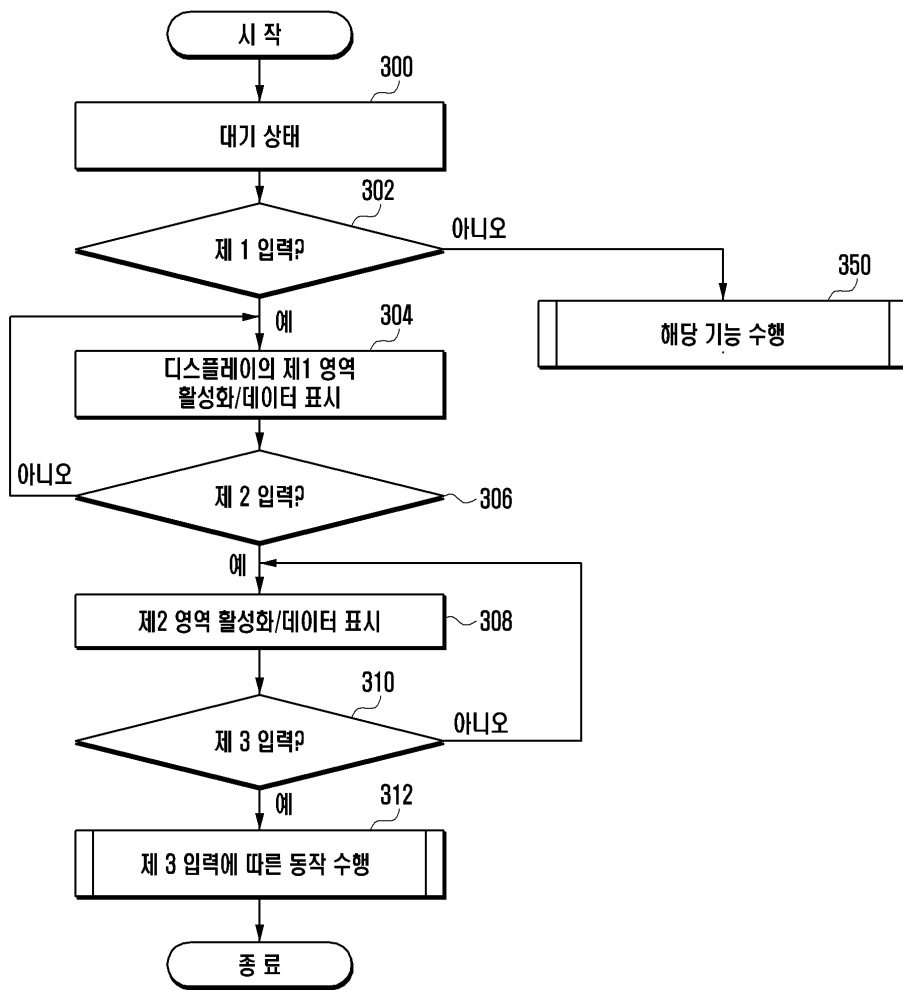 시 작
300
대기 상태
302
제 1 입력?
아니오
350
해당 기능 수행
예
304
디스플레이의 제1 영역
활성화/데이터 표시
아니오
제 2 입력?
306
예
제2 영역 활성화/데이터 표시
308
310
제 3 입력?
아니오
예
312
제 3 입력에 따른 동작 수행
종 료